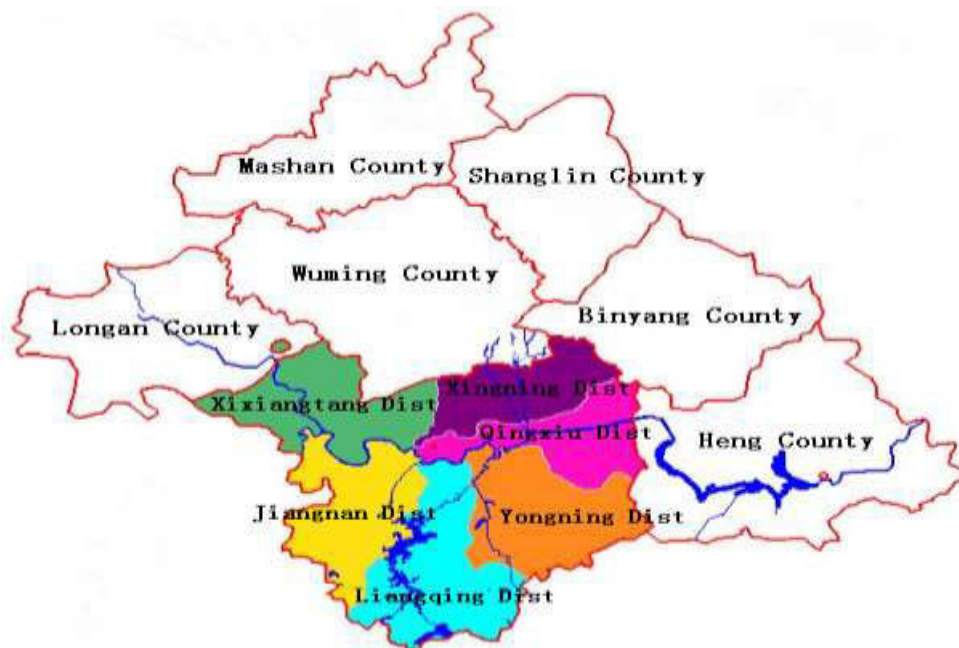 Mashan County
Shanglin County
Wuming County
Longan County
Binyang County
Xixiangtang Dist
Xingning Dist
Qingxiu Dist
Heng County
Jiangnan Dist
Yongning Dist
Liangqing Dist